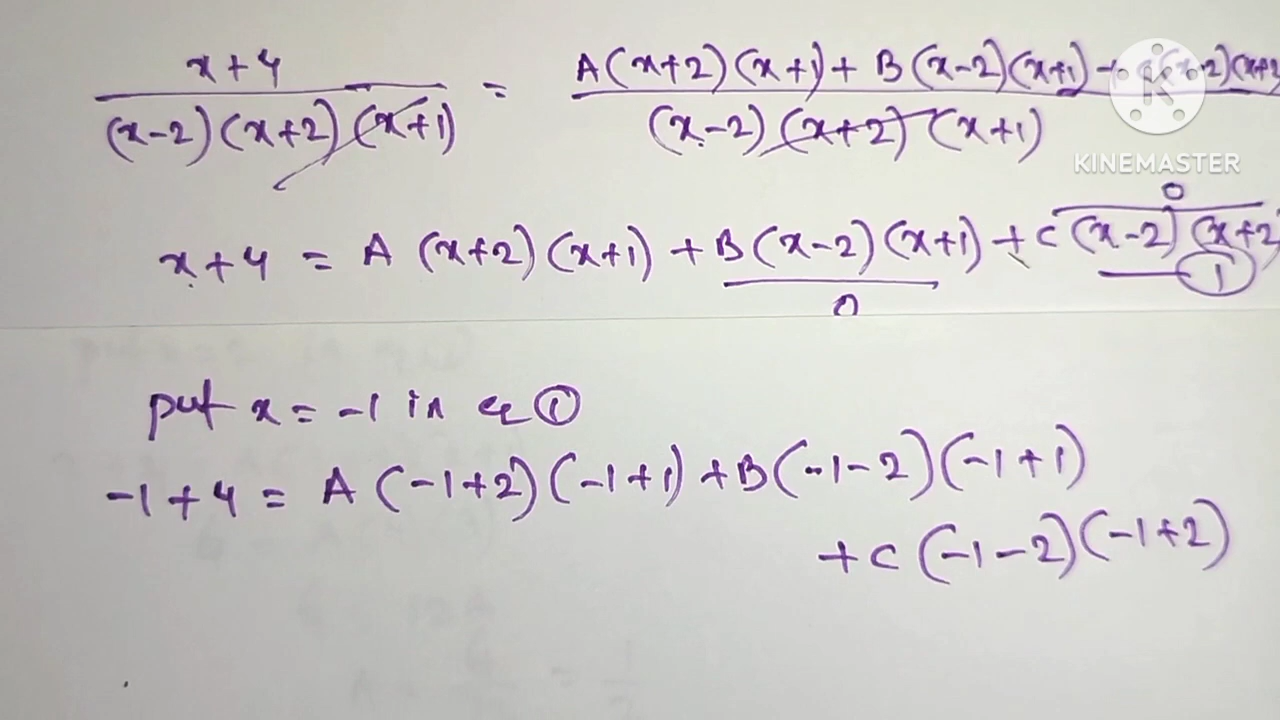 x+4 = A(x+2)(x+1) + B(x-2)(x+1) + (x-2)(x+2
(x-2)(x+2)(x+1) (x-2)(x+2)(x+1)
KINEMASTER
0
x+4 = A (x+2)(x+1) + B(x-2)(x+1) + C(x-2)(x+2
1
0
put x = -1 in eq ①
-1+4 = A(-1+2)(-1+1) + B(-1-2)(-1+1)
+ C(-1-2)(-1+2)